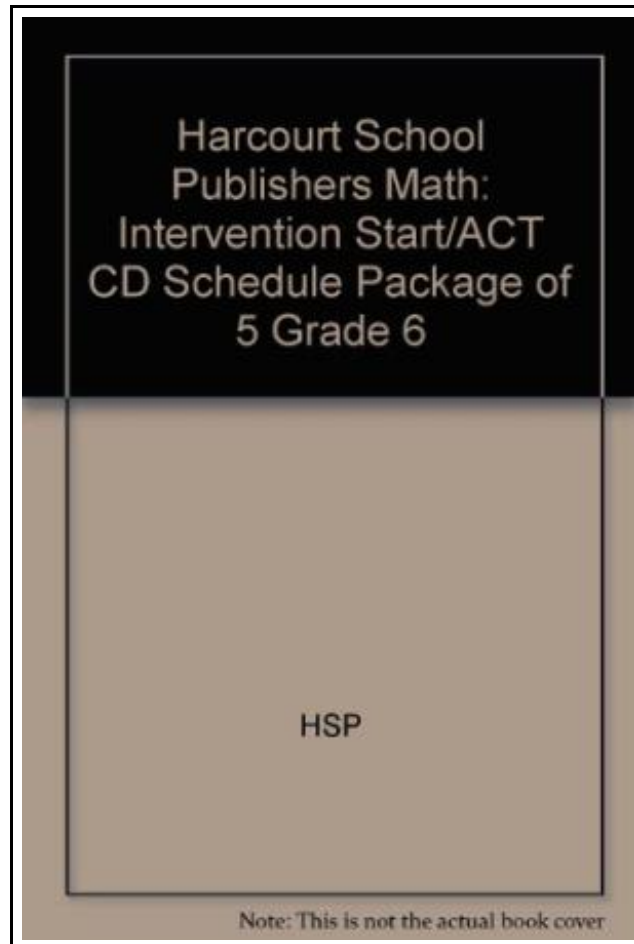 Harcourt School
Publishers Math:
Intervention Start/ACT
CD Schedule Package of
5 Grade 6
HSP
Note: This is not the actual book cover